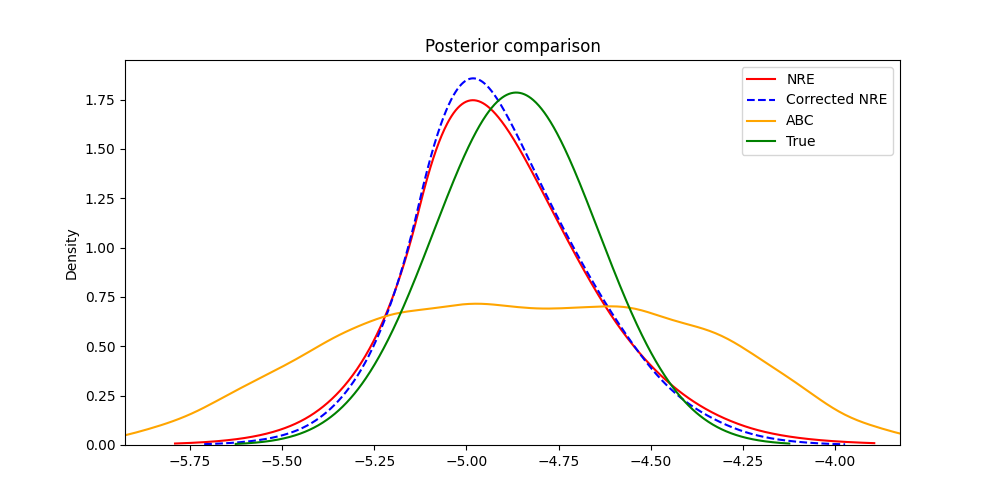 Posterior comparison
NRE
Corrected NRE
ABC
True
Density
1.75
1.50
1.25
1.00
0.75
0.50
0.25
0.00
−5.75 −5.50 −5.25 −5.00 −4.75 −4.50 −4.25 −4.00